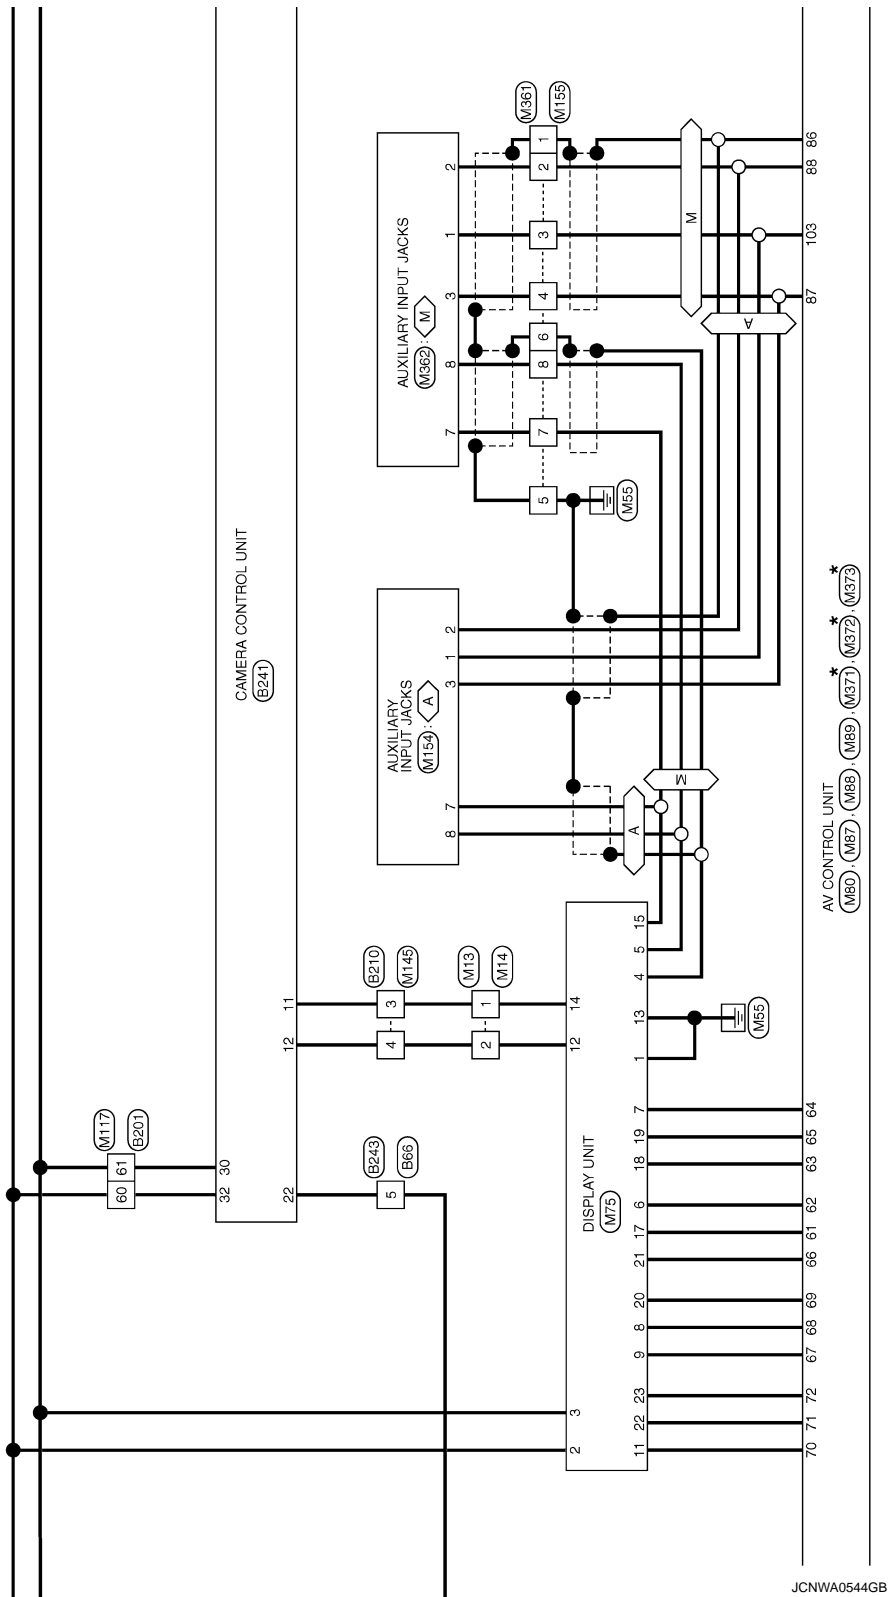 M361
M155
1
2
3
4
6
8
7
5
M55
2
1
3
8
7
AUXILIARY INPUT JACKS
M362 : M
M
A
86
88
103
87
CAMERA CONTROL UNIT
B241
AUXILIARY
INPUT JACKS
M154 : A
2
1
3
7
8
A
M
AV CONTROL UNIT
M80 , M87 , M88 , M89 , M371* , M372* , M373*
11
12
B210
M145
3
4
M13
M14
1
2
14
12
15
5
4
13
1
M55
M117
B201
61
60
30
32
22
B243
B66
5
DISPLAY UNIT
M75
3
2
7
19
18
6
17
21
20
8
9
23
22
11
64
65
63
62
61
66
69
68
67
72
71
70
JCNWA0544GB